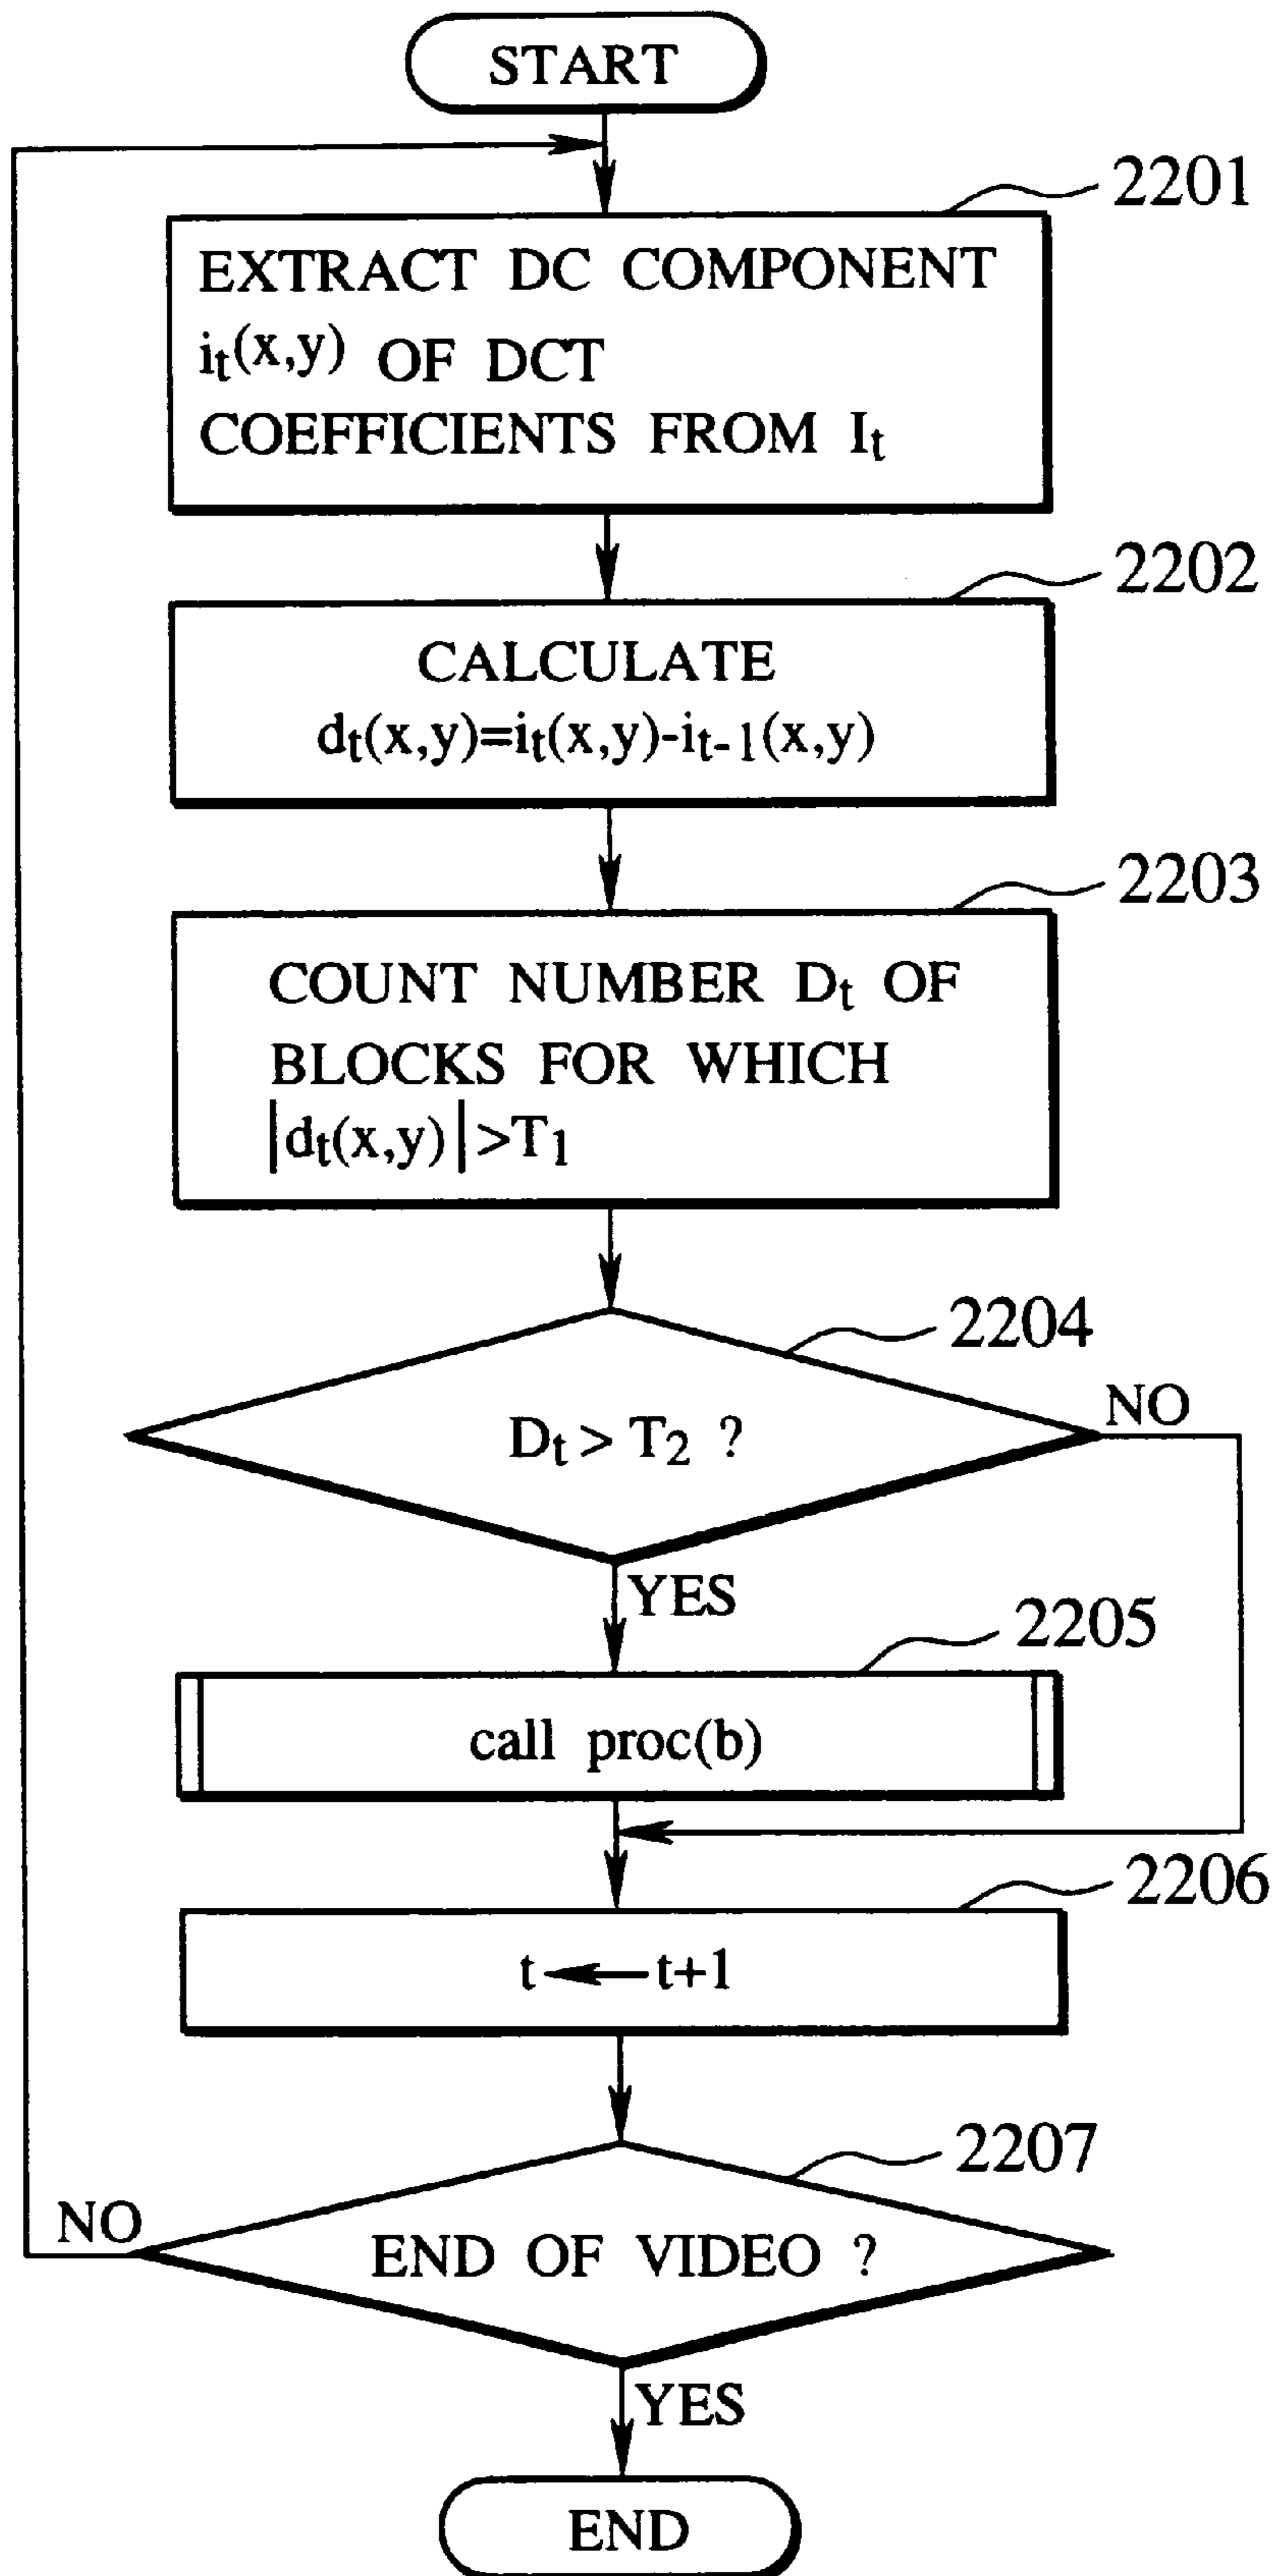 START
2201
EXTRACT DC COMPONENT
iₜ(x,y) OF DCT
COEFFICIENTS FROM Iₜ
2202
CALCULATE
dₜ(x,y)=iₜ(x,y)-iₜ₋₁(x,y)
2203
COUNT NUMBER Dₜ OF
BLOCKS FOR WHICH
|dₜ(x,y)|>T₁
2204
Dₜ > T₂ ?
NO
YES
2205
call proc(b)
2206
t ← t+1
2207
END OF VIDEO ?
NO
YES
END